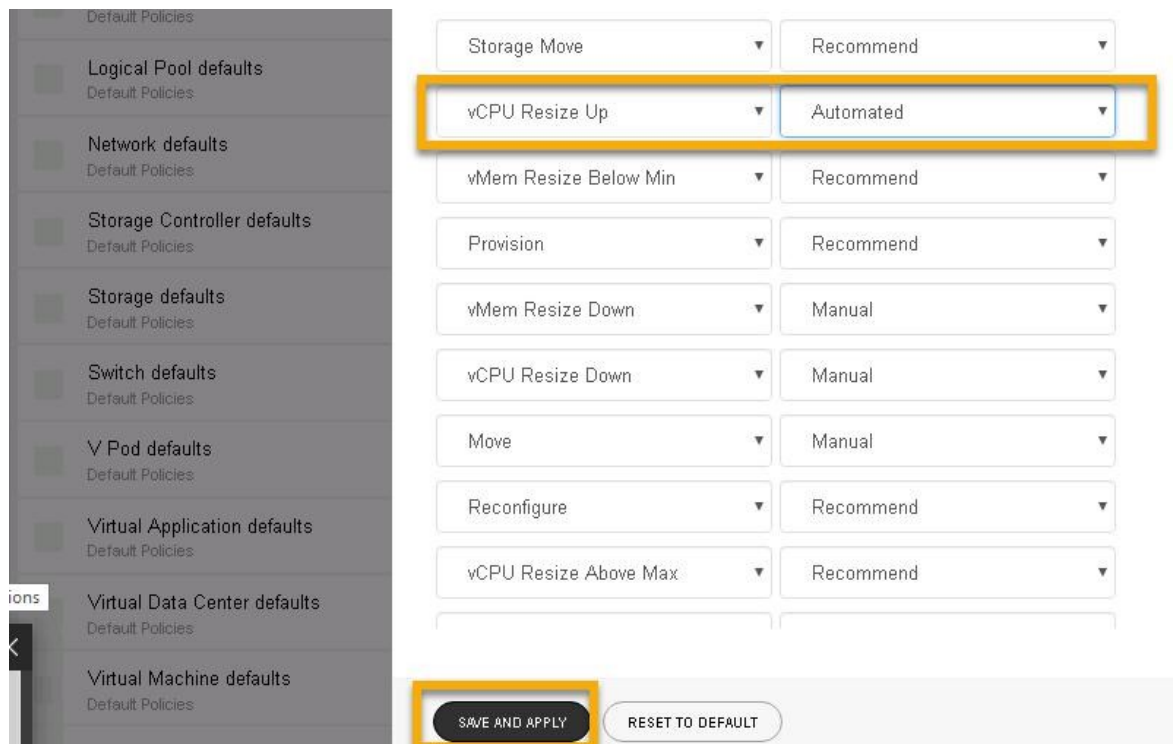 Default Policies
Logical Pool defaults
Default Policies
Network defaults
Default Policies
Storage Controller defaults
Default Policies
Storage defaults
Default Policies
Switch defaults
Default Policies
V Pod defaults
Default Policies
Virtual Application defaults
Default Policies
ions
Virtual Data Center defaults
Default Policies
Virtual Machine defaults
Default Policies
Storage Move Recommend
vCPU Resize Up Automated
vMem Resize Below Min Recommend
Provision Recommend
vMem Resize Down Manual
vCPU Resize Down Manual
Move Manual
Reconfigure Recommend
vCPU Resize Above Max Recommend
SAVE AND APPLY RESET TO DEFAULT